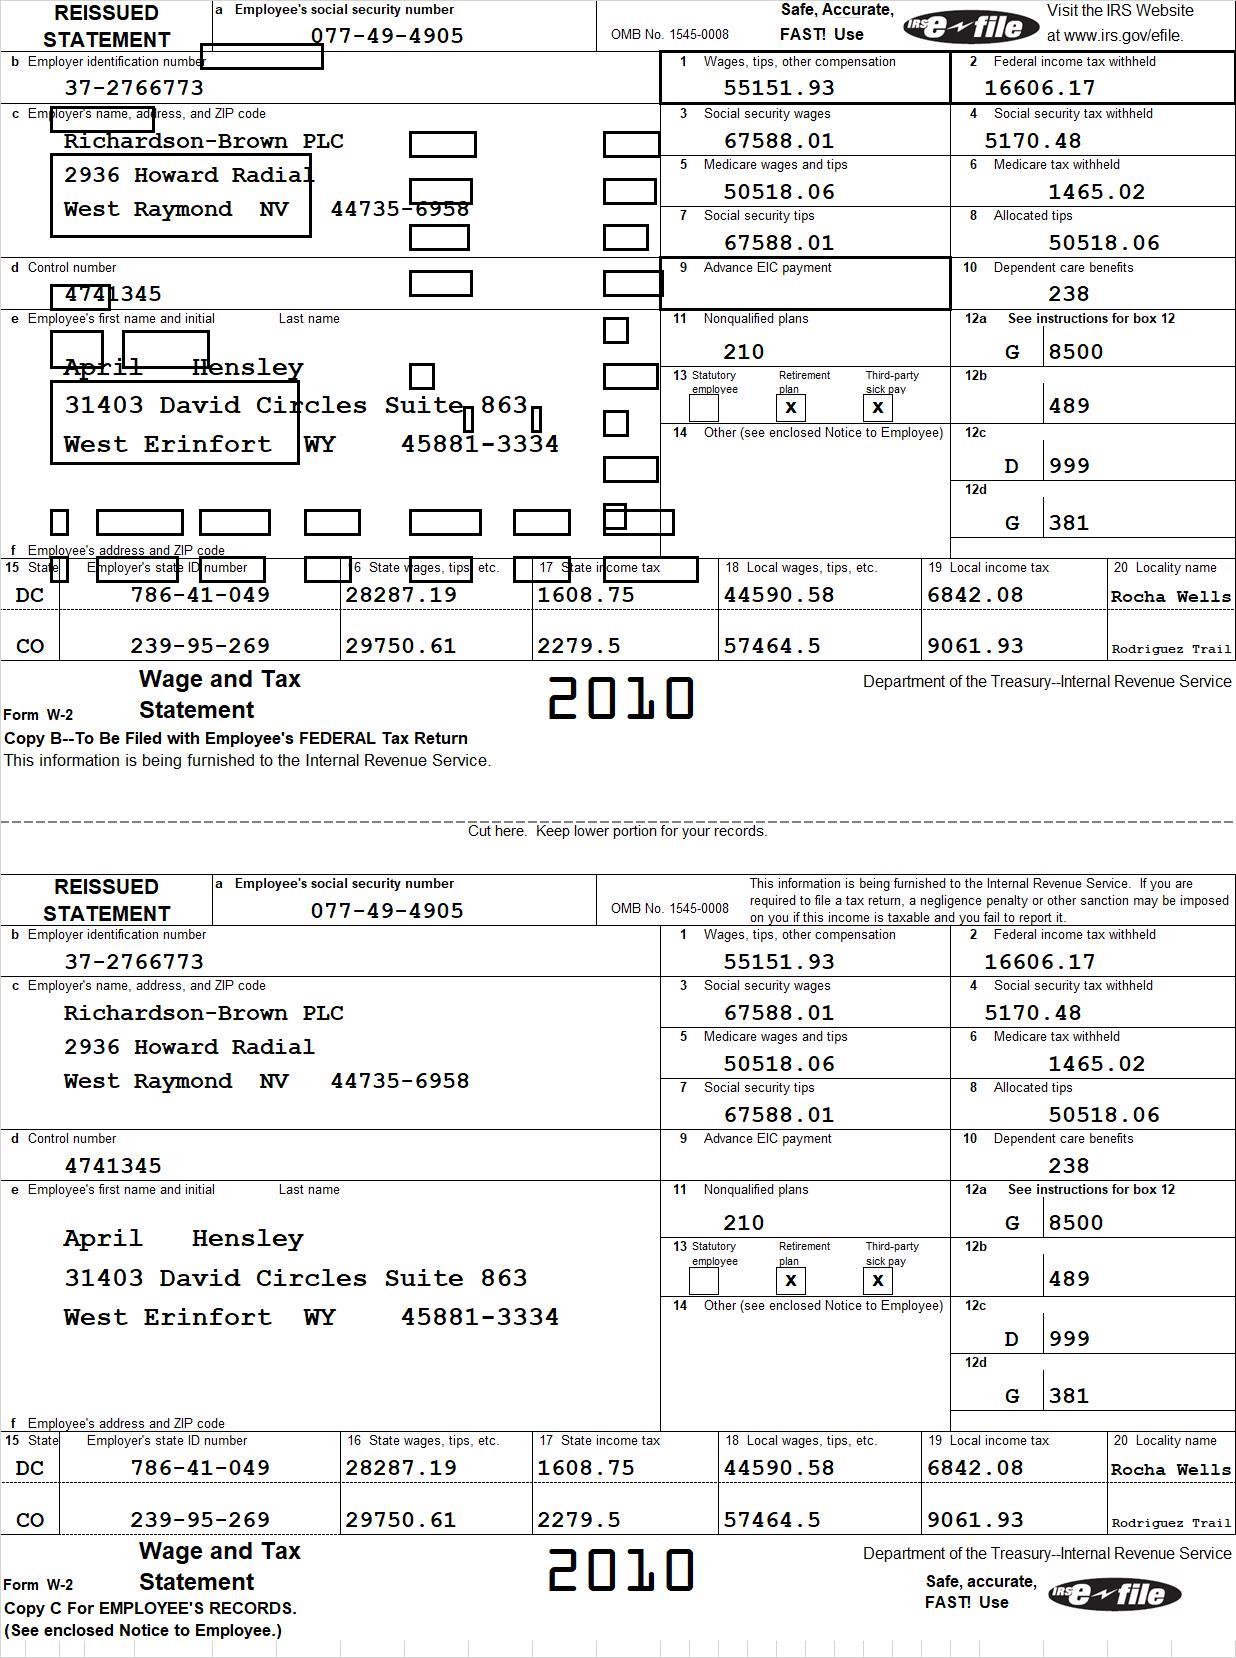 REISSUED STATEMENT
a Employee's social security number
077-49-4905
OMB No. 1545-0008
Safe, Accurate, FAST! Use
IRS e-file
Visit the IRS Website at www.irs.gov/efile.
b Employer identification number
37-2766773
1 Wages, tips, other compensation
55151.93
2 Federal income tax withheld
16606.17
c Employer's name, address, and ZIP code
Richardson-Brown PLC
2936 Howard Radial
West Raymond NV 44735-6958
3 Social security wages
67588.01
4 Social security tax withheld
5170.48
5 Medicare wages and tips
50518.06
6 Medicare tax withheld
1465.02
7 Social security tips
67588.01
8 Allocated tips
50518.06
d Control number
4741345
9 Advance EIC payment
10 Dependent care benefits
238
e Employee's first name and initial Last name
April Hensley
31403 David Circles Suite 863
West Erinfort WY 45881-3334
11 Nonqualified plans
210
12a See instructions for box 12
G 8500
13 Statutory employee Retirement plan Third-party sick pay
X X
12b
489
14 Other (see enclosed Notice to Employee)
12c
D 999
12d
G 381
f Employee's address and ZIP code
15 State Employer's state ID number 16 State wages, tips, etc. 17 State income tax 18 Local wages, tips, etc. 19 Local income tax 20 Locality name
DC 786-41-049 28287.19 1608.75 44590.58 6842.08 Rocha Wells
CO 239-95-269 29750.61 2279.5 57464.5 9061.93 Rodriguez Trail
Form W-2 Wage and Tax Statement
2010
Department of the Treasury--Internal Revenue Service
Copy B--To Be Filed with Employee's FEDERAL Tax Return
This information is being furnished to the Internal Revenue Service.
Cut here. Keep lower portion for your records.
REISSUED STATEMENT
a Employee's social security number
077-49-4905
OMB No. 1545-0008
This information is being furnished to the Internal Revenue Service. If you are
required to file a tax return, a negligence penalty or other sanction may be imposed
on you if this income is taxable and you fail to report it.
b Employer identification number
37-2766773
1 Wages, tips, other compensation
55151.93
2 Federal income tax withheld
16606.17
c Employer's name, address, and ZIP code
Richardson-Brown PLC
2936 Howard Radial
West Raymond NV 44735-6958
3 Social security wages
67588.01
4 Social security tax withheld
5170.48
5 Medicare wages and tips
50518.06
6 Medicare tax withheld
1465.02
7 Social security tips
67588.01
8 Allocated tips
50518.06
d Control number
4741345
9 Advance EIC payment
10 Dependent care benefits
238
e Employee's first name and initial Last name
April Hensley
31403 David Circles Suite 863
West Erinfort WY 45881-3334
11 Nonqualified plans
210
12a See instructions for box 12
G 8500
13 Statutory employee Retirement plan Third-party sick pay
X X
12b
489
14 Other (see enclosed Notice to Employee)
12c
D 999
12d
G 381
f Employee's address and ZIP code
15 State Employer's state ID number 16 State wages, tips, etc. 17 State income tax 18 Local wages, tips, etc. 19 Local income tax 20 Locality name
DC 786-41-049 28287.19 1608.75 44590.58 6842.08 Rocha Wells
CO 239-95-269 29750.61 2279.5 57464.5 9061.93 Rodriguez Trail
Form W-2 Wage and Tax Statement
2010
Department of the Treasury--Internal Revenue Service
Safe, accurate, FAST! Use
IRS e-file
Copy C For EMPLOYEE'S RECORDS.
(See enclosed Notice to Employee.)